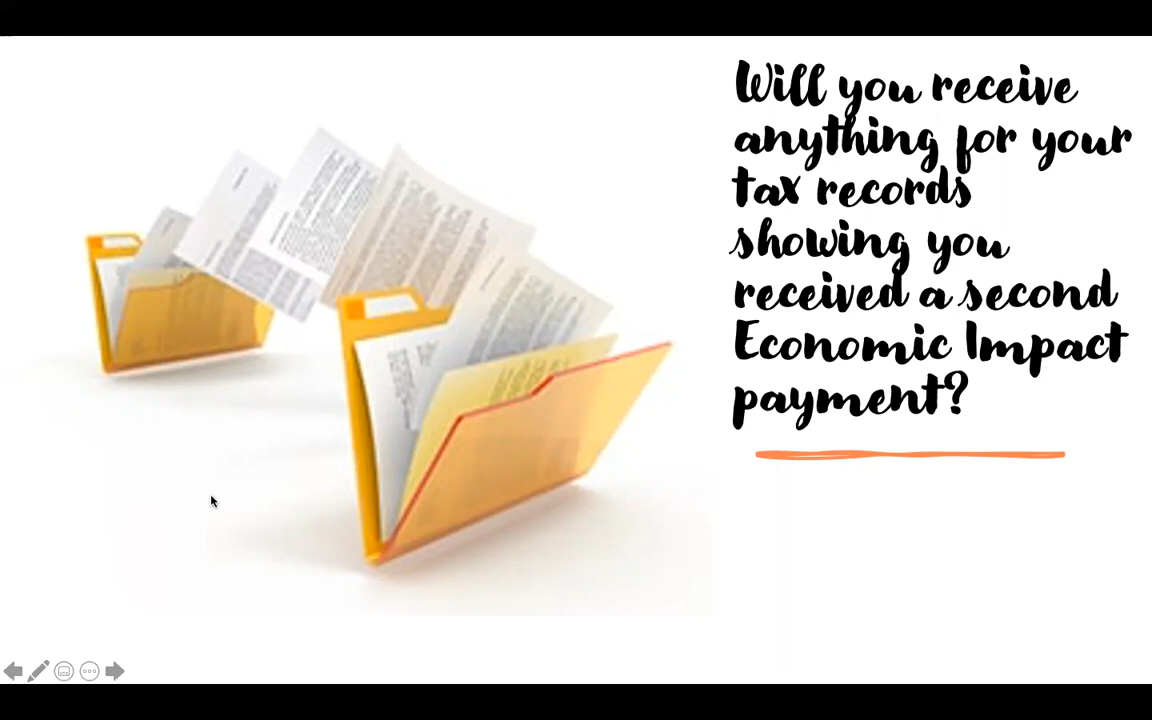 Will you receive
anything for your
tax records
showing you
received a second
Economic Impact
payment?